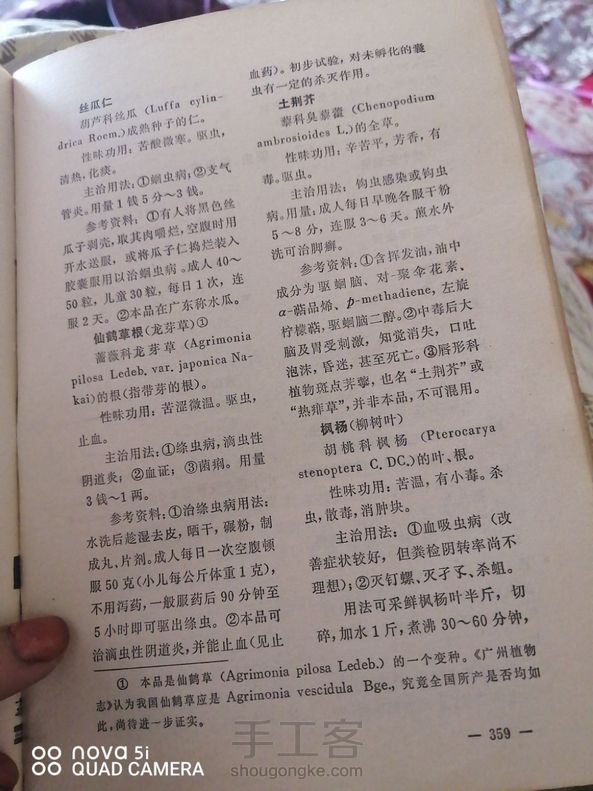 丝瓜仁
葫芦科丝瓜 (Luffa cylin-
drica Roem.)成熟种子的仁。
性味功用：苦酸微寒。驱虫，
清热，化痰。
主治用法：①蛔虫病；②支气
管炎。用量 1 钱 5 分～3 钱。
参考资料：①有人将黑色丝
瓜子剥壳，取其肉嚼烂，空腹时用
开水送服，或将瓜子仁捣烂装入
胶囊服用以治蛔虫病。成人 40～
50粒，儿童30粒，每日 1 次，连
服 2 天。②本品在广东称水瓜。
仙鹤草根(龙芽草)①
蔷薇科龙芽草 (Agrimonia
pilosa Ledeb. var. japonica Na-
kai)的根(指带芽的根)。
性味功用：苦涩微温。驱虫，
止血。
主治用法：①绦虫病，滴虫性
阴道炎；②血证；③菌痢。用量
3 钱～1 两。
参考资料：①治绦虫病用法：
水洗后趁湿去皮，晒干，碾粉，制
成丸、片剂。成人每日一次空腹顿
服 50 克(小儿每公斤体重 1 克)，
不用泻药，一般服药后 90 分钟至
5 小时即可驱出绦虫。②本品可
治滴虫性阴道炎，并能止血(见止
血药)。初步试验，对未孵化的囊
虫有一定的杀灭作用。
土荆芥
藜科臭藜藿 (Chenopodium
ambrosioides L.)的全草。
性味功用：辛苦平，芳香，有
毒。驱虫。
主治用法：钩虫感染或钩虫
病。用量：成人每日早晚各服干粉
5～8 分，连服 3～6 天。煎水外
洗可治脚癣。
参考资料：①含挥发油，油中
成分为驱蛔脑、对-聚伞花素、
α-萜品烯、p-methadiene，左旋
柠檬萜，驱蛔脑二醇。②中毒后大
脑及胃受刺激，知觉消失，口吐
泡沫，昏迷，甚至死亡。③唇形科
植物斑点荠薴，也名“土荆芥”或
“热痱草”，并非本品，不可混用。
枫杨(柳树叶)
胡桃科枫杨 (Pterocarya
stenoptera C. DC.)的叶、根。
性味功用：苦温，有小毒。杀
虫，散毒，消肿块。
主治用法：①血吸虫病 (改
善症状较好，但粪检阴转率尚不
理想)；②灭钉螺、灭孑孓、杀蛆。
用法可采鲜枫杨叶半斤，切
碎，加水 1 斤，煮沸 30～60 分钟，
① 本品是仙鹤草 (Agrimonia pilosa Ledeb.) 的一个变种。《广州植物
志》认为我国仙鹤草应是 Agrimonia vescidula Bge.，究竟全国所产是否均如
此，尚待进一步证实。
— 359 —
nova 5i
QUAD CAMERA
手工客
shougongke.com